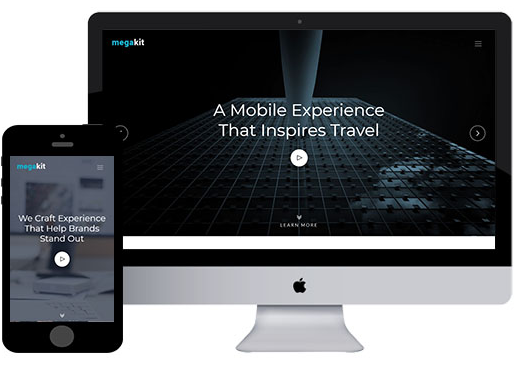 megakit
A Mobile Experience
That Inspires Travel
LEARN MORE
megakit
We Craft Experience
That Help Brands
Stand Out